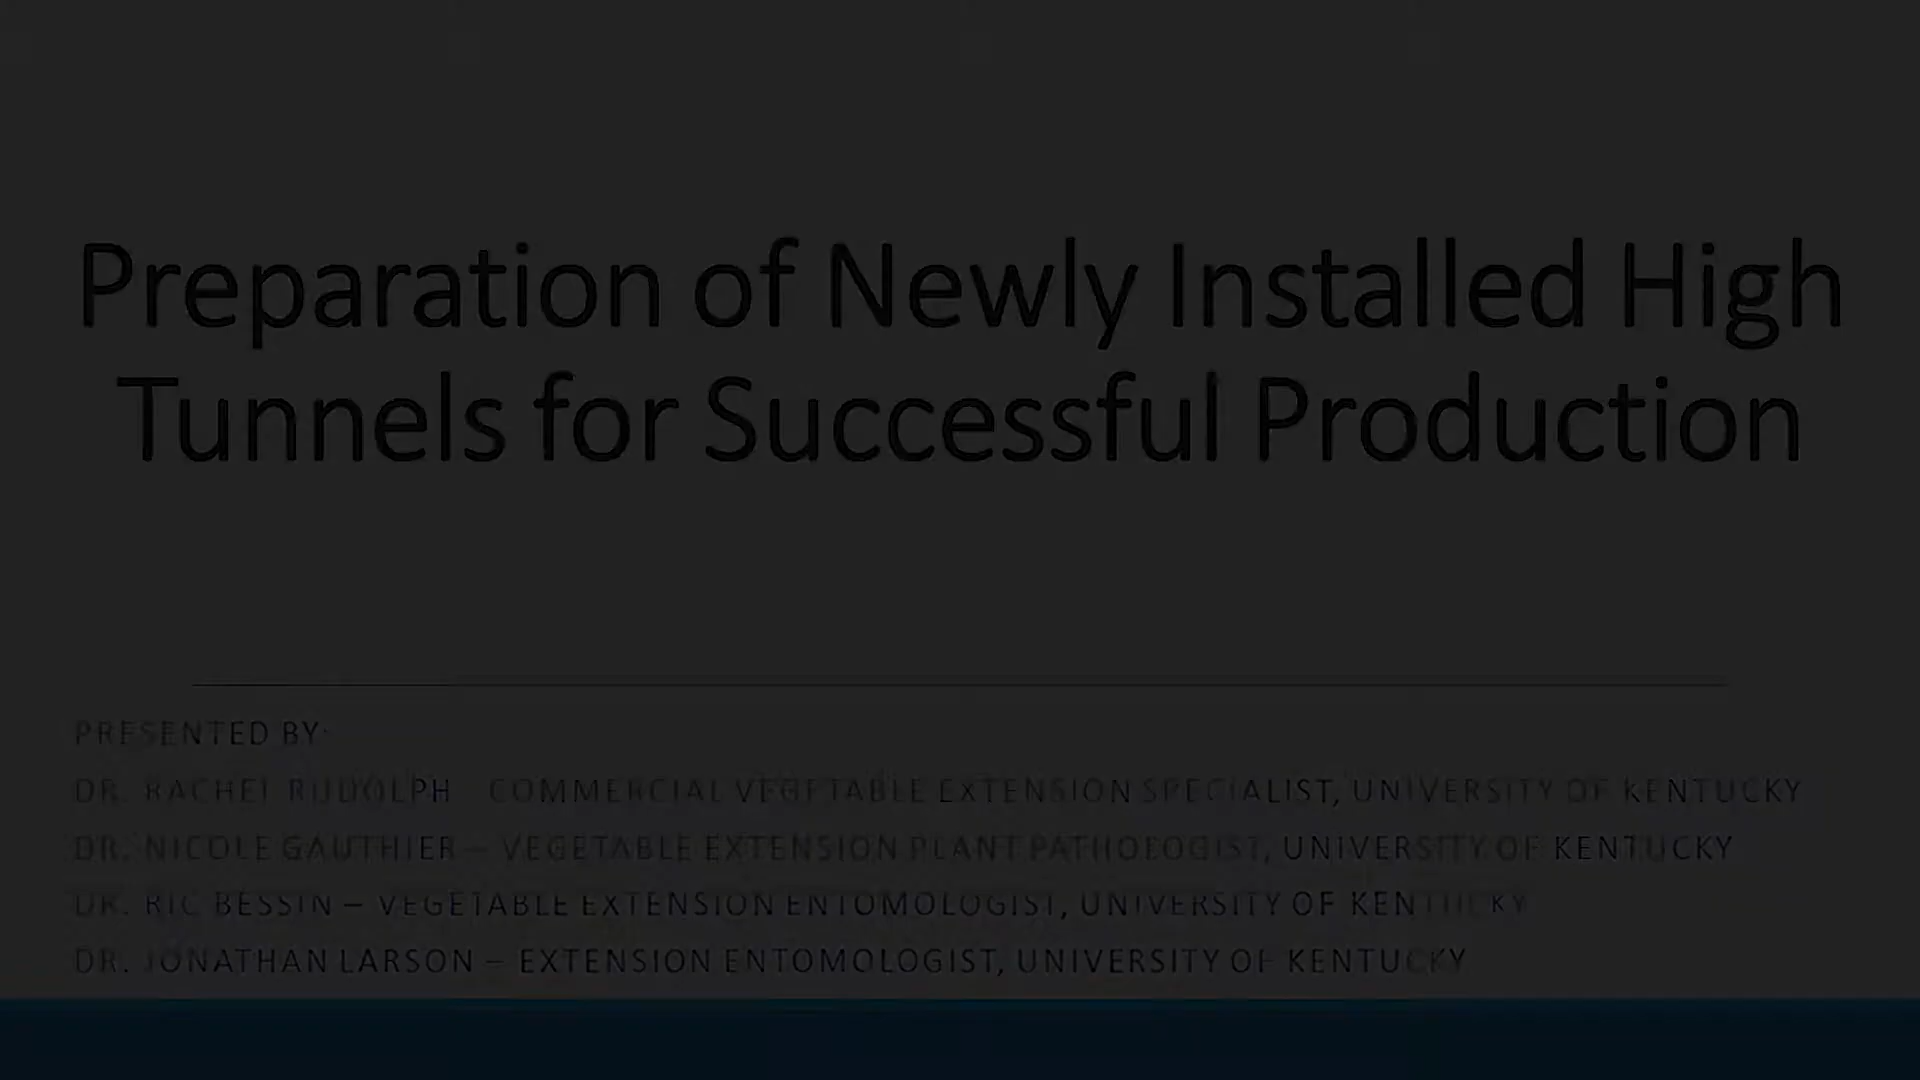 Preparation of Newly Installed High
Tunnels for Successful Production
PRESENTED BY:
DR. RACHEL RUDOLPH – COMMERCIAL VEGETABLE EXTENSION SPECIALIST, UNIVERSITY OF KENTUCKY
DR. NICOLE GAUTHIER – VEGETABLE EXTENSION PLANT PATHOLOGIST, UNIVERSITY OF KENTUCKY
DR. RIC BESSIN – VEGETABLE EXTENSION ENTOMOLOGIST, UNIVERSITY OF KENTUCKY
DR. JONATHAN LARSON – EXTENSION ENTOMOLOGIST, UNIVERSITY OF KENTUCKY